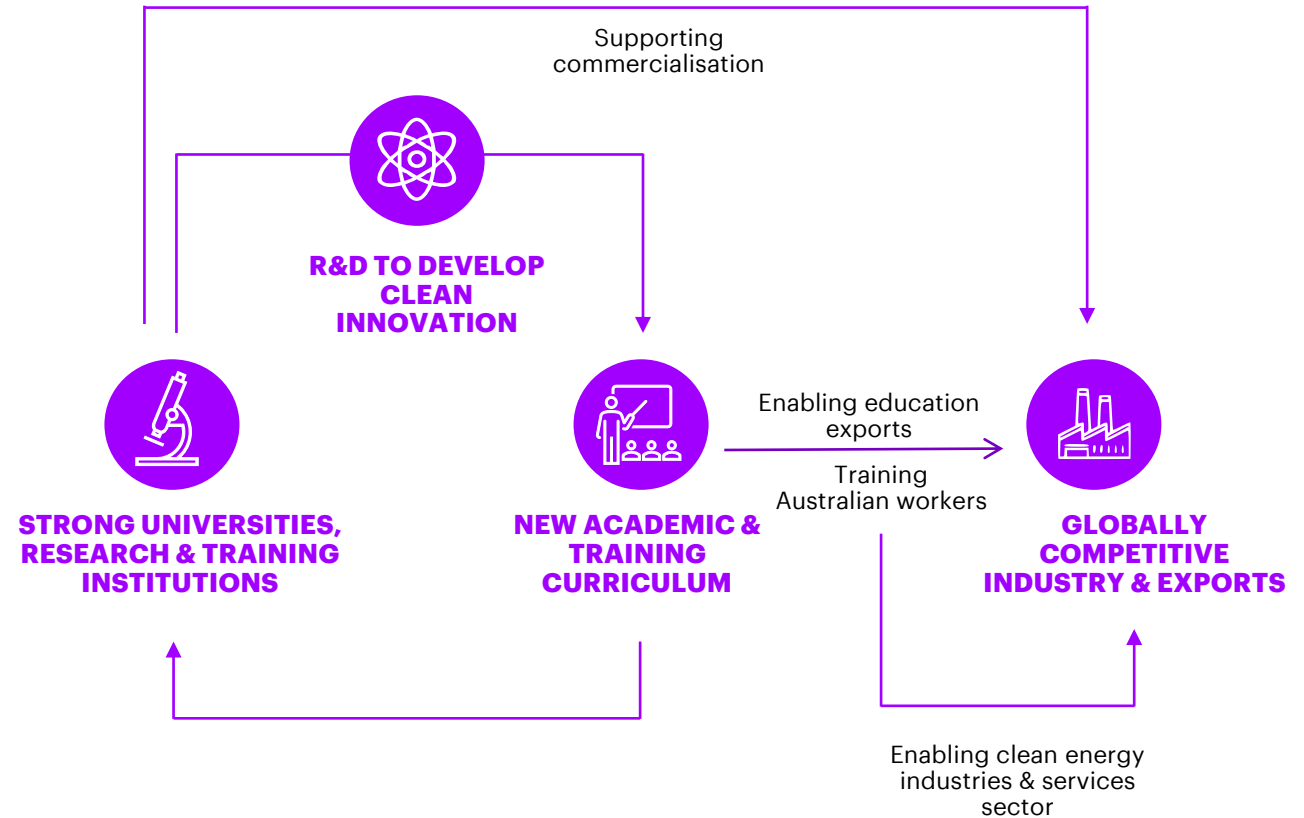 Supporting
commercialisation
R&D TO DEVELOP
CLEAN
INNOVATION
STRONG UNIVERSITIES,
RESEARCH & TRAINING
INSTITUTIONS
NEW ACADEMIC &
TRAINING
CURRICULUM
Enabling education
exports
Training
Australian workers
GLOBALLY
COMPETITIVE
INDUSTRY & EXPORTS
Enabling clean energy
industries & services
sector